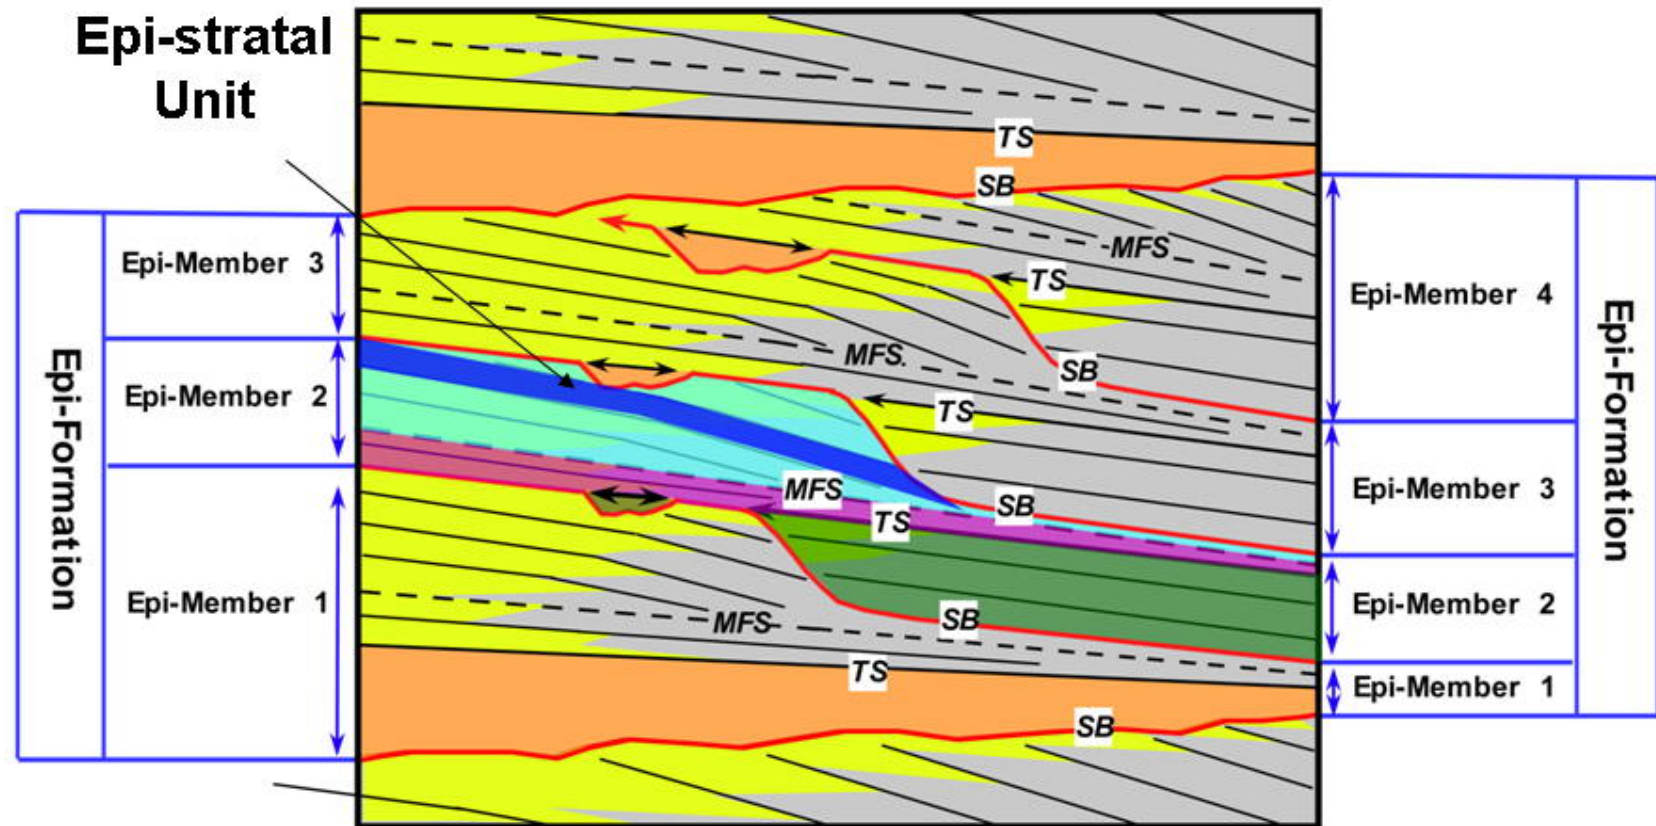 Epi-stratal
Unit
TS
SB
MFS
TS
MFS.
SB
TS
MFS
SB
TS
MFS
SB
TS
SB
Epi-Formation
Epi-Member 3
Epi-Member 2
Epi-Member 1
Epi-Member 4
Epi-Member 3
Epi-Member 2
Epi-Member 1
Epi-Formation